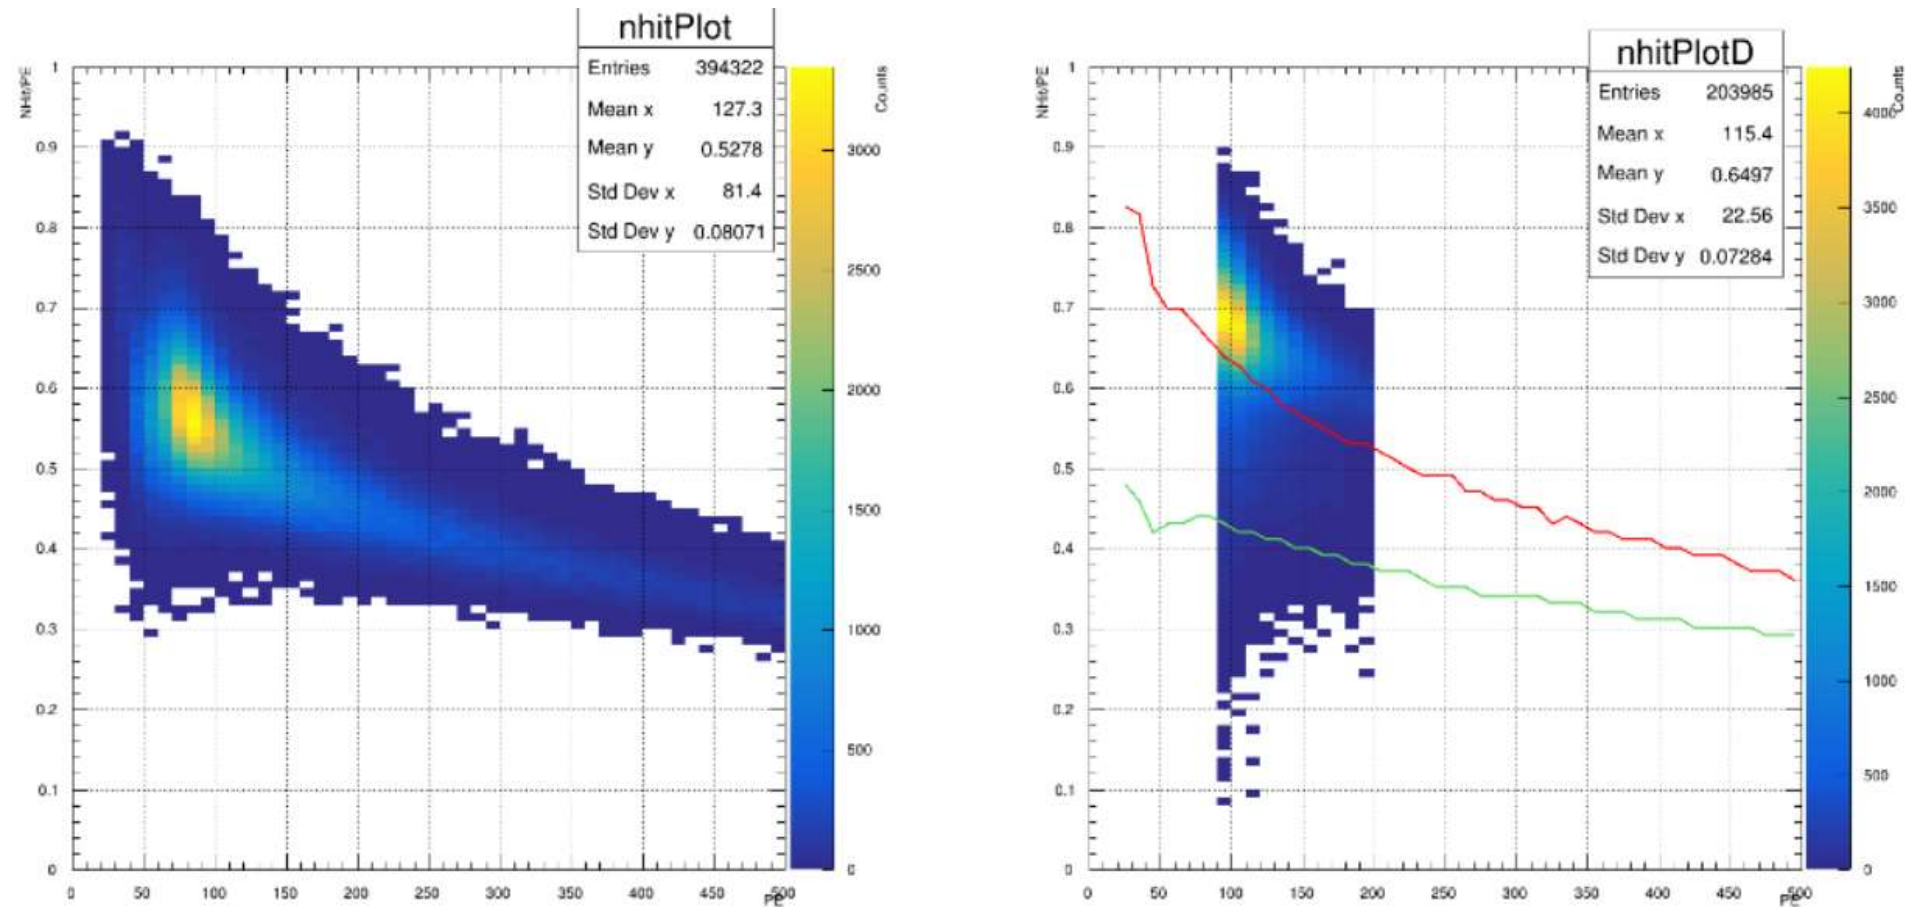 nhitPlot
Entries 394322
Mean x 127.3
Mean y 0.5278
Std Dev x 81.4
Std Dev y 0.08071
NHit/PE
Counts
1
0.9
0.8
0.7
0.6
0.5
0.4
0.3
0.2
0.1
0
3000
2500
2000
1500
1000
500
0
0 50 100 150 200 250 300 350 400 450 500
PE
nhitPlotD
Entries 203985
Mean x 115.4
Mean y 0.6497
Std Dev x 22.56
Std Dev y 0.07284
NHit/PE
Counts
1
0.9
0.8
0.7
0.6
0.5
0.4
0.3
0.2
0.1
0
4000
3500
3000
2500
2000
1500
1000
500
0
0 50 100 150 200 250 300 350 400 450 500
PE